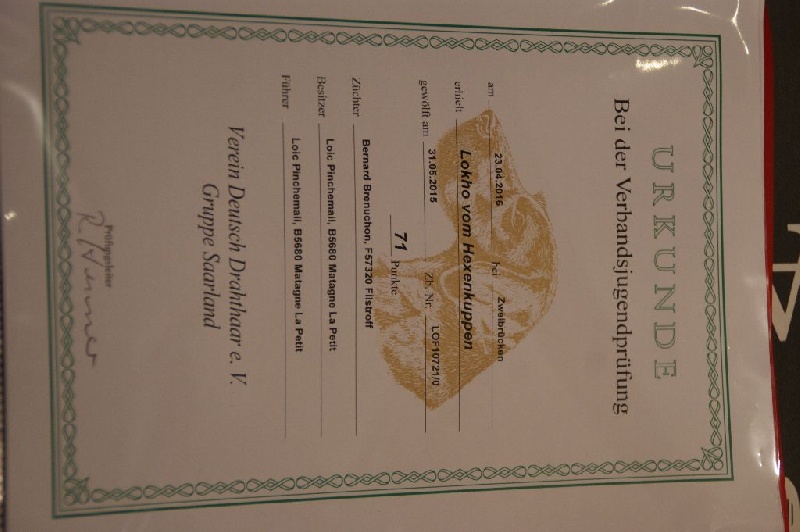 URKUNDE
Bei der Verbandsjugendprüfung
am 23.04.2016 bei Zweibrücken
erhielt Lokho vom Hexenkuppen
gewölft am 31.05.2015 Zb. Nr. LOF10721/0
71 Punkte
Züchter Bernard Brenuchon, F57320 Filstroff
Besitzer Loic Pinchemail, B5680 Matagne La Petit
Führer Loic Pinchemail, B5680 Matagne La Petit
Verein Deutsch Drahthaar e. V.
Gruppe Saarland
Prüfungsleiter